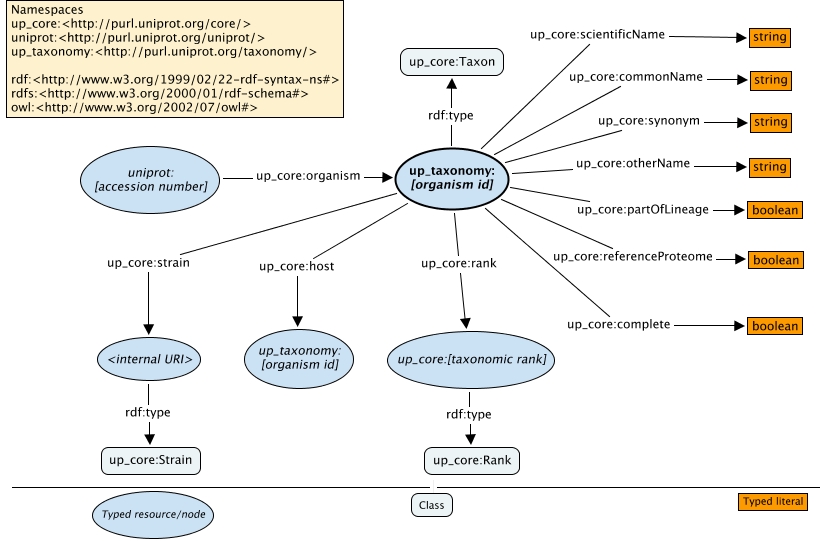 Namespaces
up_core:<http://purl.uniprot.org/core/>
uniprot:<http://purl.uniprot.org/uniprot/>
up_taxonomy:<http://purl.uniprot.org/taxonomy/>
rdf:<http://www.w3.org/1999/02/22-rdf-syntax-ns#>
rdfs:<http://www.w3.org/2000/01/rdf-schema#>
owl:<http://www.w3.org/2002/07/owl#>
up_core:Taxon
rdf:type
up_core:scientificName
string
up_core:commonName
string
up_core:synonym
string
up_core:otherName
string
up_core:partOfLineage
boolean
up_core:referenceProteome
boolean
up_core:complete
boolean
uniprot:
[accession number]
up_core:organism
up_taxonomy:
[organism id]
up_core:strain
up_core:host
up_core:rank
<internal URI>
up_taxonomy:
[organism id]
up_core:[taxonomic rank]
rdf:type
rdf:type
up_core:Strain
up_core:Rank
Typed resource/node
Class
Typed literal